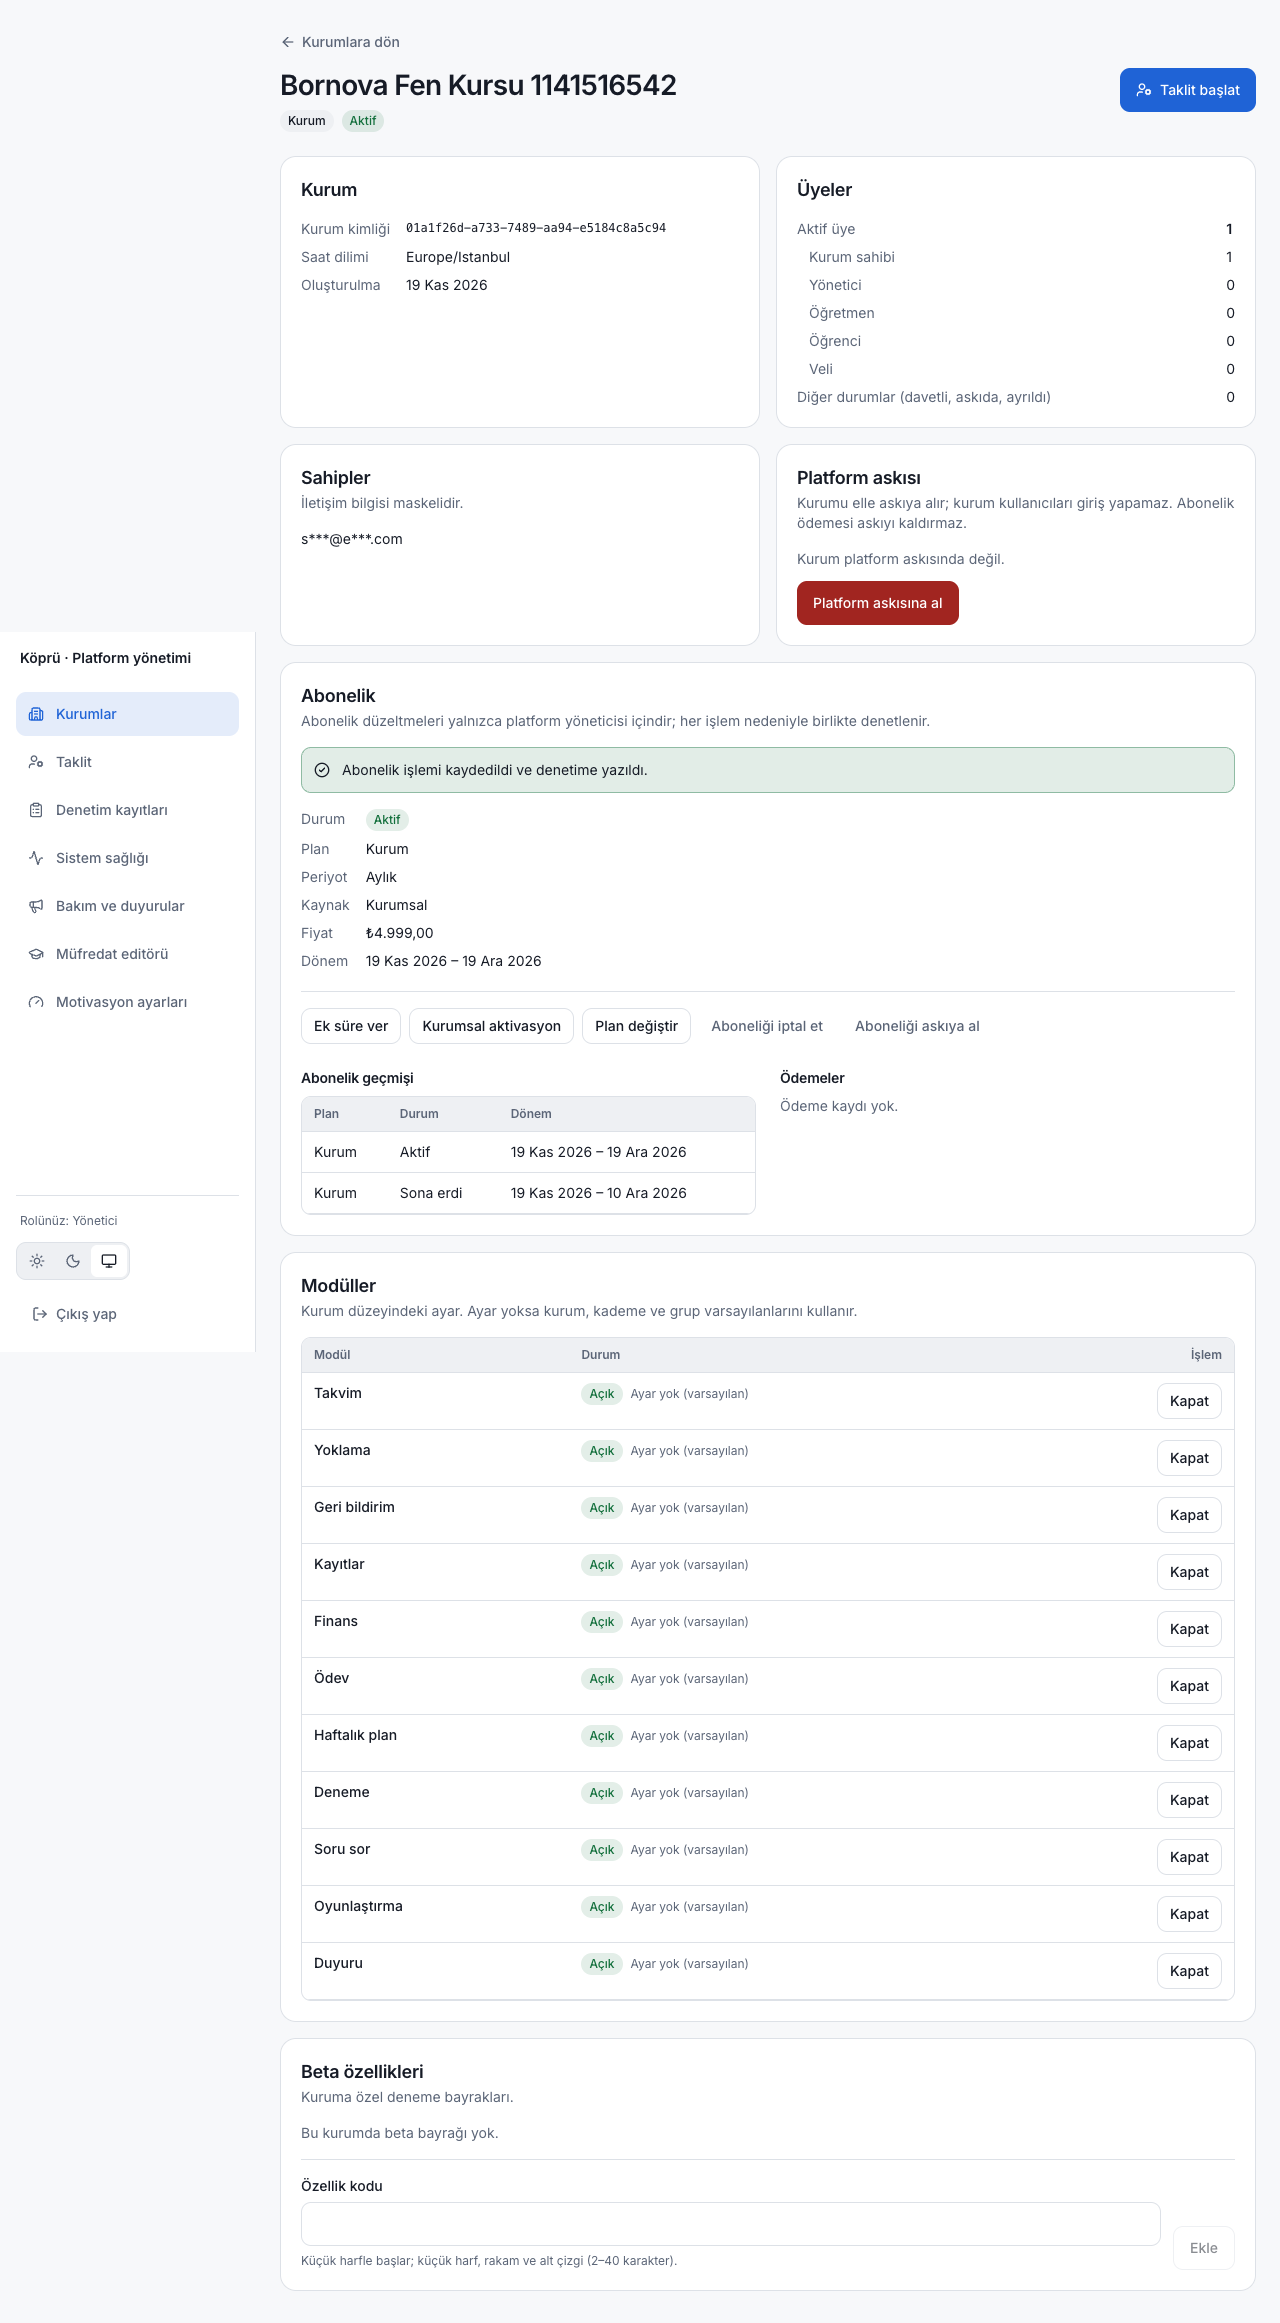 Kurumlara dön
Bornova Fen Kursu 1141516542
Taklit başlat
Kurum Aktif
Kurum
Kurum kimliği 01a1f26d-a733-7489-aa94-e5184c8a5c94
Saat dilimi Europe/Istanbul
Oluşturulma 19 Kas 2026
Üyeler
Aktif üye 1
Kurum sahibi 1
Yönetici 0
Öğretmen 0
Öğrenci 0
Veli 0
Diğer durumlar (davetli, askıda, ayrıldı) 0
Sahipler
İletişim bilgisi maskelidir.
s***@e***.com
Platform askısı
Kurumu elle askıya alır; kurum kullanıcıları giriş yapamaz. Abonelik
ödemesi askıyı kaldırmaz.
Kurum platform askısında değil.
Platform askısına al
Köprü · Platform yönetimi
Kurumlar
Taklit
Denetim kayıtları
Sistem sağlığı
Bakım ve duyurular
Müfredat editörü
Motivasyon ayarları
Rolünüz: Yönetici
Çıkış yap
Abonelik
Abonelik düzeltmeleri yalnızca platform yöneticisi içindir; her işlem nedeniyle birlikte denetlenir.
Abonelik işlemi kaydedildi ve denetime yazıldı.
Durum Aktif
Plan Kurum
Periyot Aylık
Kaynak Kurumsal
Fiyat ₺4.999,00
Dönem 19 Kas 2026 – 19 Ara 2026
Ek süre ver Kurumsal aktivasyon Plan değiştir Aboneliği iptal et Aboneliği askıya al
Abonelik geçmişi
Plan Durum Dönem
Kurum Aktif 19 Kas 2026 – 19 Ara 2026
Kurum Sona erdi 19 Kas 2026 – 10 Ara 2026
Ödemeler
Ödeme kaydı yok.
Modüller
Kurum düzeyindeki ayar. Ayar yoksa kurum, kademe ve grup varsayılanlarını kullanır.
Modül Durum İşlem
Takvim Açık Ayar yok (varsayılan) Kapat
Yoklama Açık Ayar yok (varsayılan) Kapat
Geri bildirim Açık Ayar yok (varsayılan) Kapat
Kayıtlar Açık Ayar yok (varsayılan) Kapat
Finans Açık Ayar yok (varsayılan) Kapat
Ödev Açık Ayar yok (varsayılan) Kapat
Haftalık plan Açık Ayar yok (varsayılan) Kapat
Deneme Açık Ayar yok (varsayılan) Kapat
Soru sor Açık Ayar yok (varsayılan) Kapat
Oyunlaştırma Açık Ayar yok (varsayılan) Kapat
Duyuru Açık Ayar yok (varsayılan) Kapat
Beta özellikleri
Kuruma özel deneme bayrakları.
Bu kurumda beta bayrağı yok.
Özellik kodu
Küçük harfle başlar; küçük harf, rakam ve alt çizgi (2–40 karakter).
Ekle